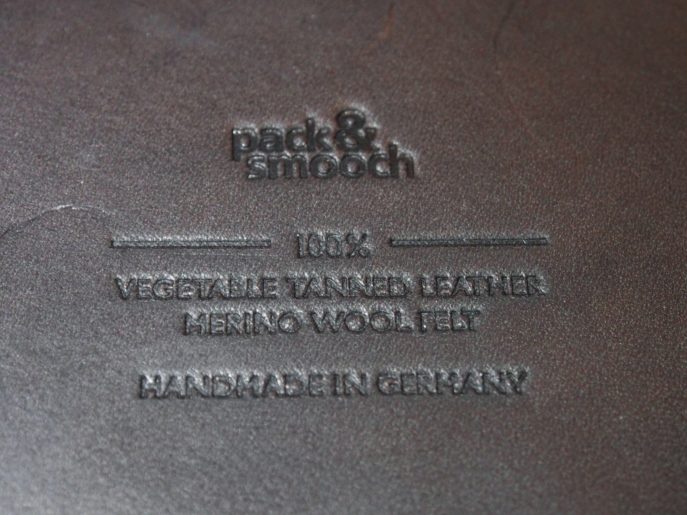 pack&
smooch
100%
VEGETABLE TANNED LEATHER
MERINO WOOL FELT
HANDMADE IN GERMANY